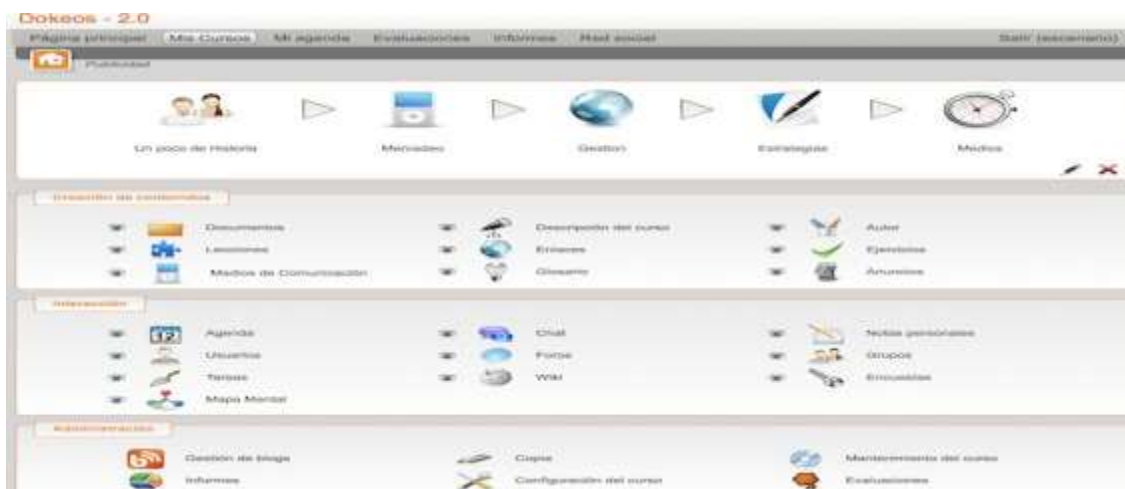 Dokeos - 2.0
Página principal Mis Cursos Mi agenda Evaluaciones Informes Red social Salir (escenario)
Publicidad
Un poco de Historia Mercadeo Gestion Estrategias Medios
Creación de contenidos
Documentos Descripción del curso Autor
Lecciones Enlaces Ejercicios
Medios de Comunicación Glosario Anuncios
Interacción
12
Agenda Chat Notas personales
Usuarios Foros Grupos
Tareas Wiki Encuestas
Mapa Mental
Administración
Gestión de blogs Copia Mantenimiento del curso
Informes Configuración del curso Evaluaciones